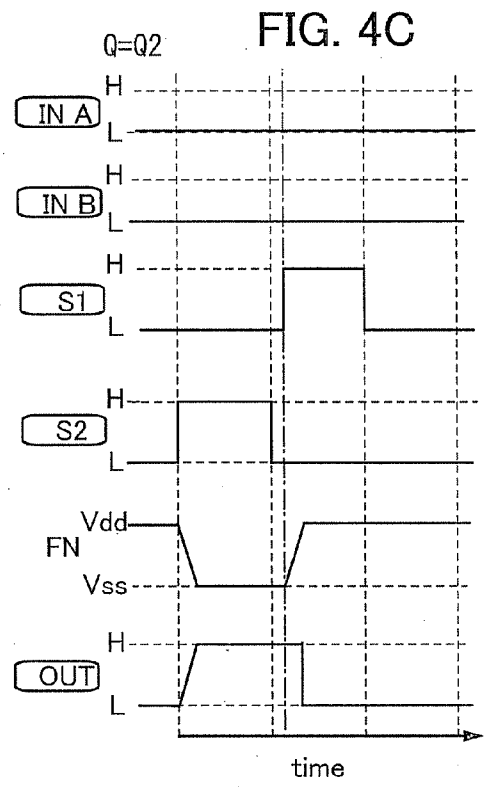 FIG. 4C
Q=Q2
H
IN A
L
H
IN B
L
H
S1
L
H
S2
L
Vdd
FN
Vss
H
OUT
L
time